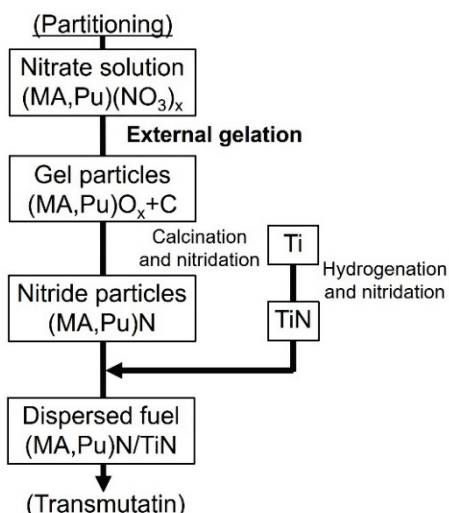 (Partitioning)
Nitrate solution
(MA,Pu)(NO₃)ₓ
External gelation
Gel particles
(MA,Pu)Oₓ+C
Calcination
and nitridation
Ti
Hydrogenation
and nitridation
Nitride particles
(MA,Pu)N
TiN
Dispersed fuel
(MA,Pu)N/TiN
(Transmutatin)